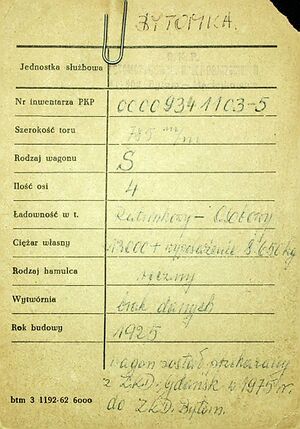 BYTOMKA.
Jednostka służbowa P.K.P.
Nr inwentarza PKP 00009341103-5
Szerokość toru 785 m/m
Rodzaj wagonu S
Ilość osi 4
Ładowność w t. Ratunkowy - Osobowy
Ciężar własny 13000 + wyposażenie 650 kg
Rodzaj hamulca ręczny
Wytwórnia brak danych
Rok budowy 1925
wagon został przekazany
z ZKD. Gdańsk w 1975 r.
do ZKD. Bytom.
btm 3 1192-62 6000